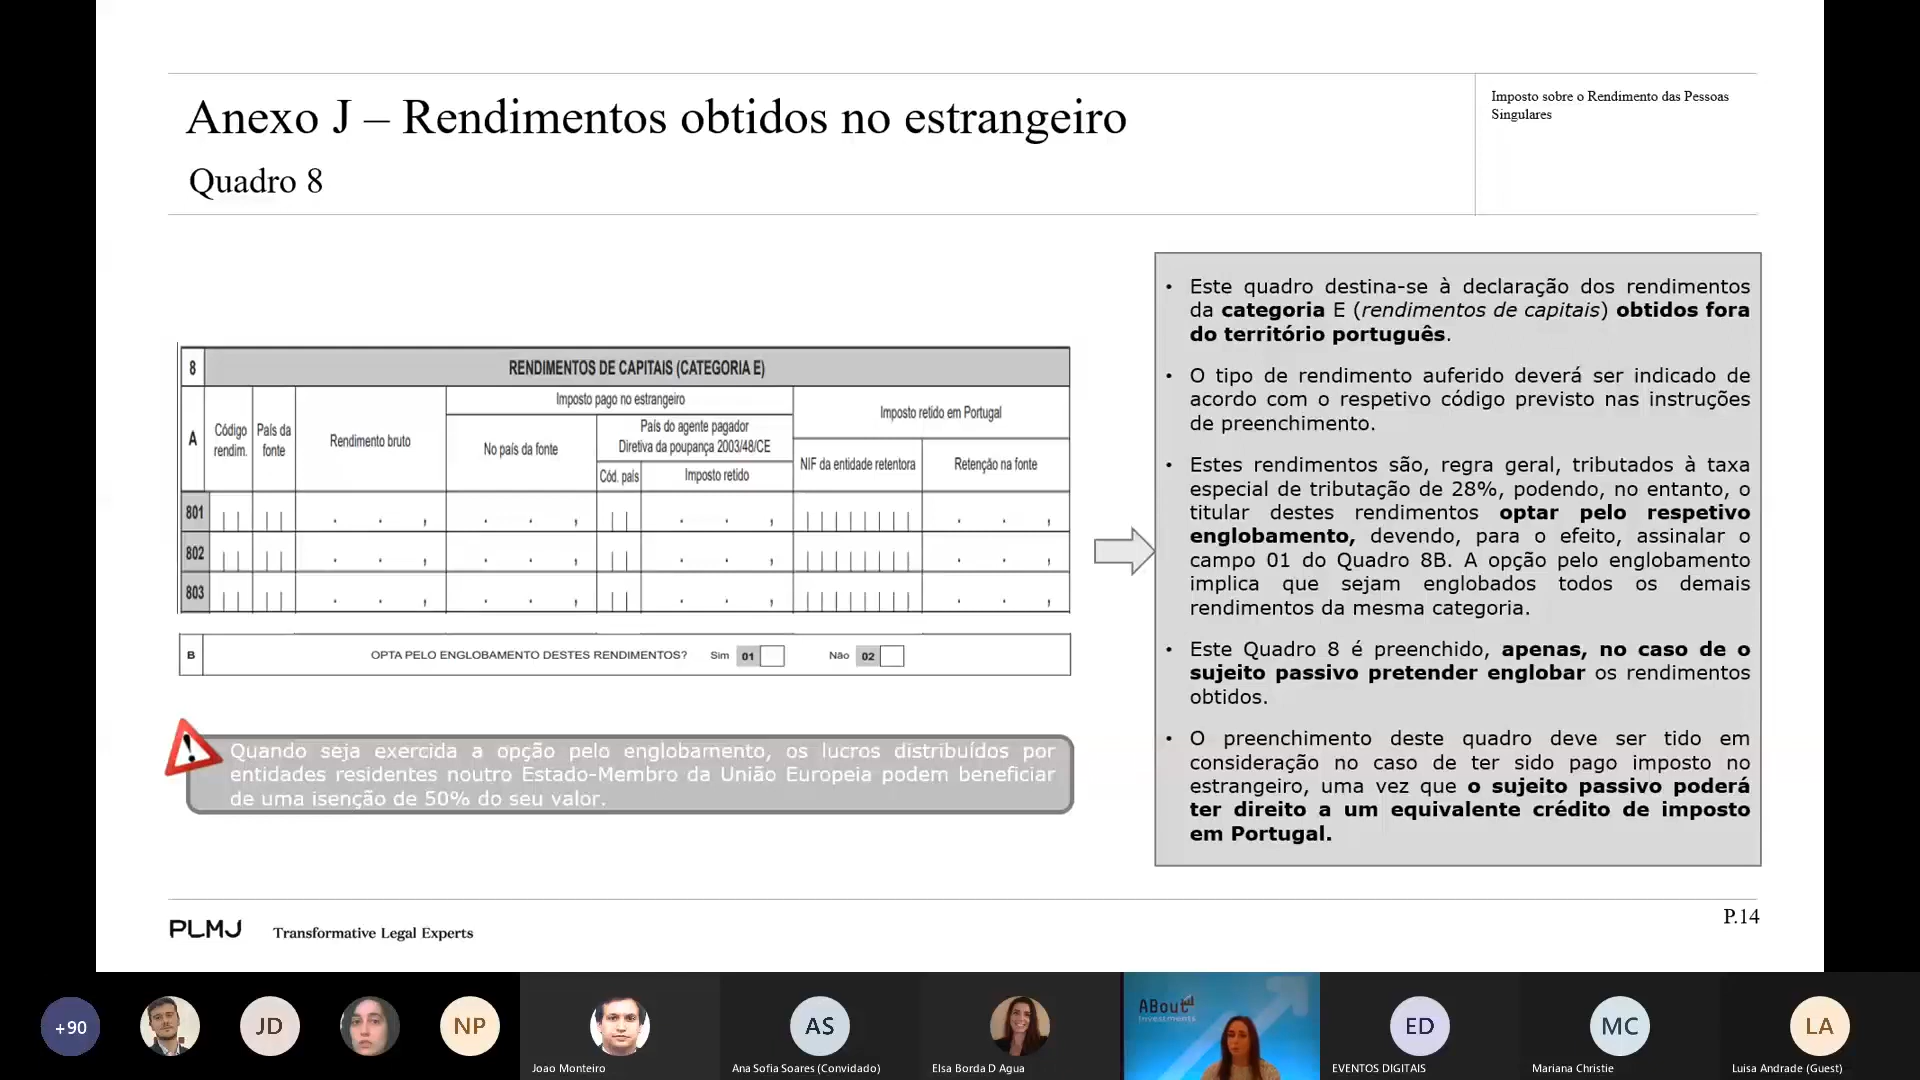 Anexo J – Rendimentos obtidos no estrangeiro
Quadro 8
Imposto sobre o Rendimento das Pessoas
Singulares
8
RENDIMENTOS DE CAPITAIS (CATEGORIA E)
A
Código
rendim.
País da
fonte
Rendimento bruto
Imposto pago no estrangeiro
No país da fonte
País do agente pagador
Diretiva da poupança 2003/48/CE
Cód. país
Imposto retido
Imposto retido em Portugal
NIF da entidade retentora
Retenção na fonte
801
802
803
B
OPTA PELO ENGLOBAMENTO DESTES RENDIMENTOS? Sim 01 Não 02
Quando seja exercida a opção pelo englobamento, os lucros distribuídos por
entidades residentes noutro Estado-Membro da União Europeia podem beneficiar
de uma isenção de 50% do seu valor.
• Este quadro destina-se à declaração dos rendimentos
da categoria E (rendimentos de capitais) obtidos fora
do território português.
• O tipo de rendimento auferido deverá ser indicado de
acordo com o respetivo código previsto nas instruções
de preenchimento.
• Estes rendimentos são, regra geral, tributados à taxa
especial de tributação de 28%, podendo, no entanto, o
titular destes rendimentos optar pelo respetivo
englobamento, devendo, para o efeito, assinalar o
campo 01 do Quadro 8B. A opção pelo englobamento
implica que sejam englobados todos os demais
rendimentos da mesma categoria.
• Este Quadro 8 é preenchido, apenas, no caso de o
sujeito passivo pretender englobar os rendimentos
obtidos.
• O preenchimento deste quadro deve ser tido em
consideração no caso de ter sido pago imposto no
estrangeiro, uma vez que o sujeito passivo poderá
ter direito a um equivalente crédito de imposto
em Portugal.
PLMJ Transformative Legal Experts
P.14
+90
JD
NP
Joao Monteiro
AS
Ana Sofia Soares (Convidado)
Elsa Borda D Agua
ABout
Investments
ED
EVENTOS DIGITAIS
MC
Mariana Christie
LA
Luisa Andrade (Guest)